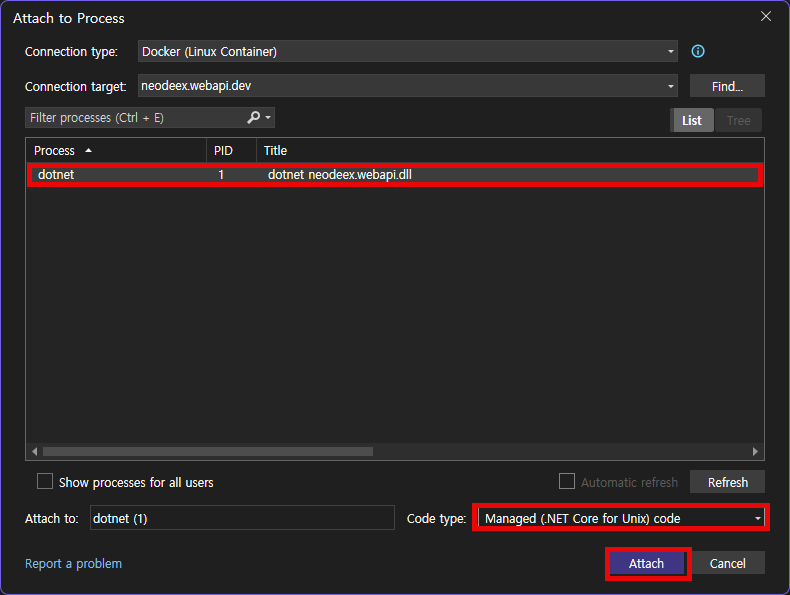 Attach to Process
Connection type: Docker (Linux Container)
Connection target: neodeex.webapi.dev Find...
Filter processes (Ctrl + E) List Tree
Process PID Title
dotnet 1 dotnet neodeex.webapi.dll
Show processes for all users Automatic refresh Refresh
Attach to: dotnet (1) Code type: Managed (.NET Core for Unix) code
Report a problem Attach Cancel